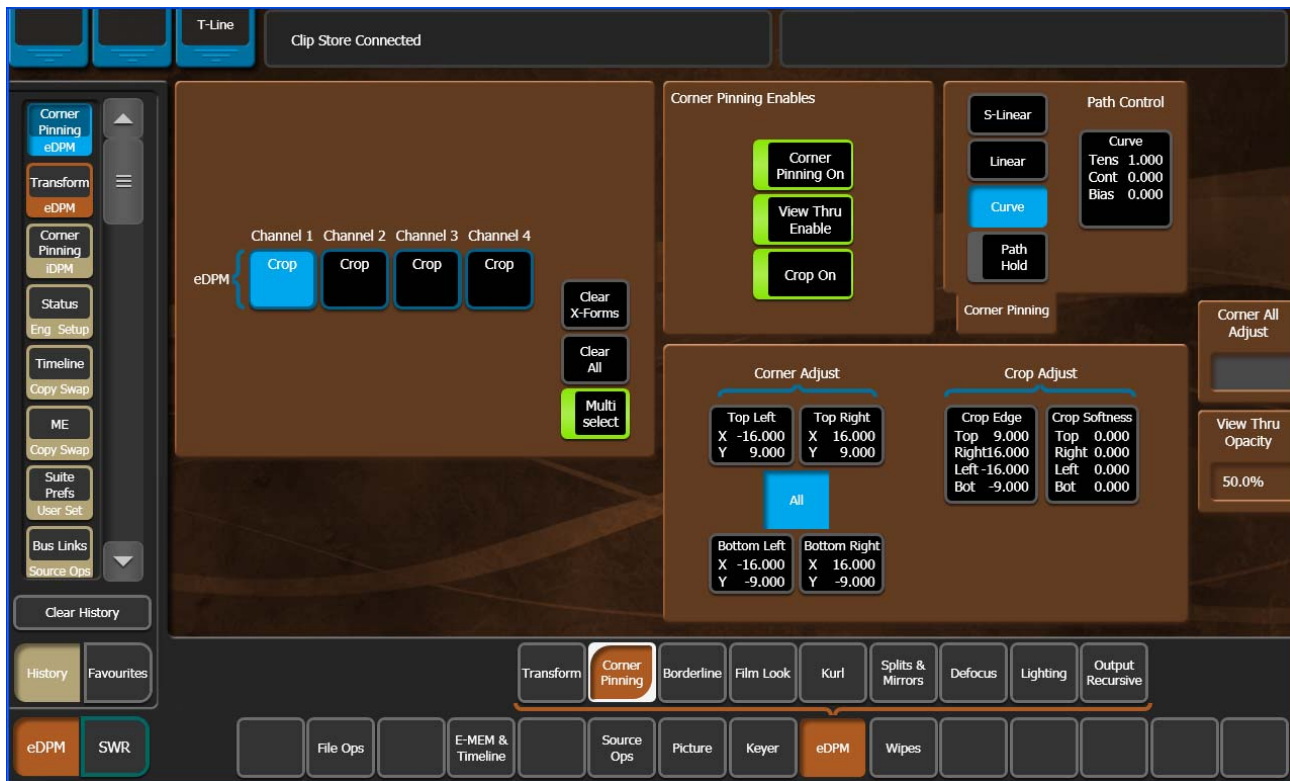 T-Line
Clip Store Connected
Corner
Pinning
eDPM
Transform
eDPM
Corner
Pinning
iDPM
Status
Eng Setup
Timeline
Copy Swap
ME
Copy Swap
Suite
Prefs
User Set
Bus Links
Source Ops
Clear History
History
Favourites
eDPM
SWR
Channel 1 Channel 2 Channel 3 Channel 4
eDPM
Crop
Crop
Crop
Crop
Clear
X-Forms
Clear
All
Multi
select
Corner Pinning Enables
Corner
Pinning On
View Thru
Enable
Crop On
S-Linear
Linear
Curve
Path
Hold
Path Control
Curve
Tens 1.000
Cont 0.000
Bias 0.000
Corner Pinning
Corner Adjust
Top Left
X -16.000
Y 9.000
Top Right
X 16.000
Y 9.000
All
Bottom Left
X -16.000
Y -9.000
Bottom Right
X 16.000
Y -9.000
Crop Adjust
Crop Edge
Top 9.000
Right16.000
Left -16.000
Bot -9.000
Crop Softness
Top 0.000
Right 0.000
Left 0.000
Bot 0.000
Corner All
Adjust
View Thru
Opacity
50.0%
Transform
Corner
Pinning
Borderline
Film Look
Kurl
Splits &
Mirrors
Defocus
Lighting
Output
Recursive
File Ops
E-MEM &
Timeline
Source
Ops
Picture
Keyer
eDPM
Wipes